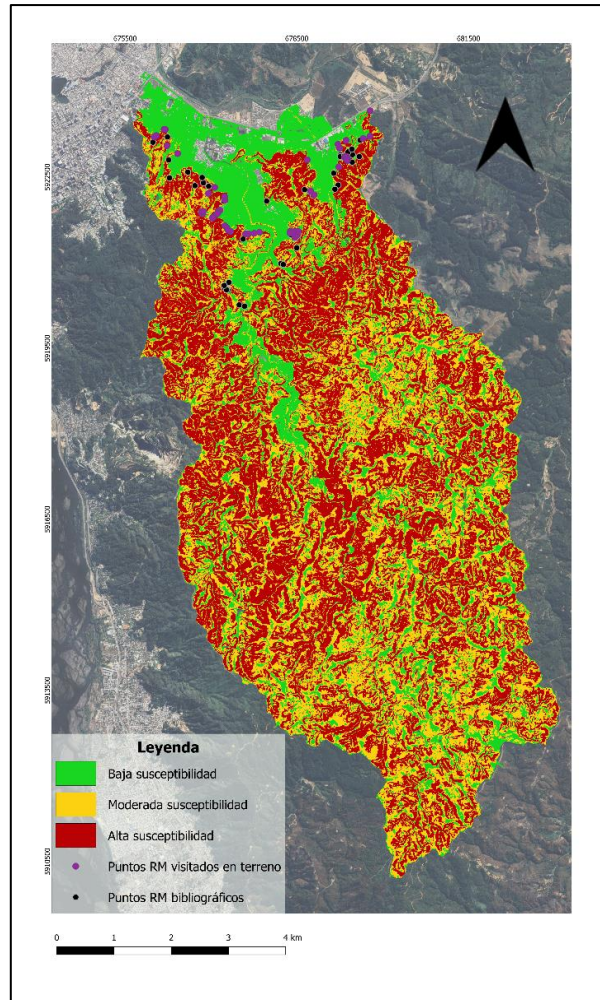 675500 678500 681500
5922500
5919500
5916500
5913500
5910500
Leyenda
Baja susceptibilidad
Moderada susceptibilidad
Alta susceptibilidad
Puntos RM visitados en terreno
Puntos RM bibliográficos
0 1 2 3 4 km